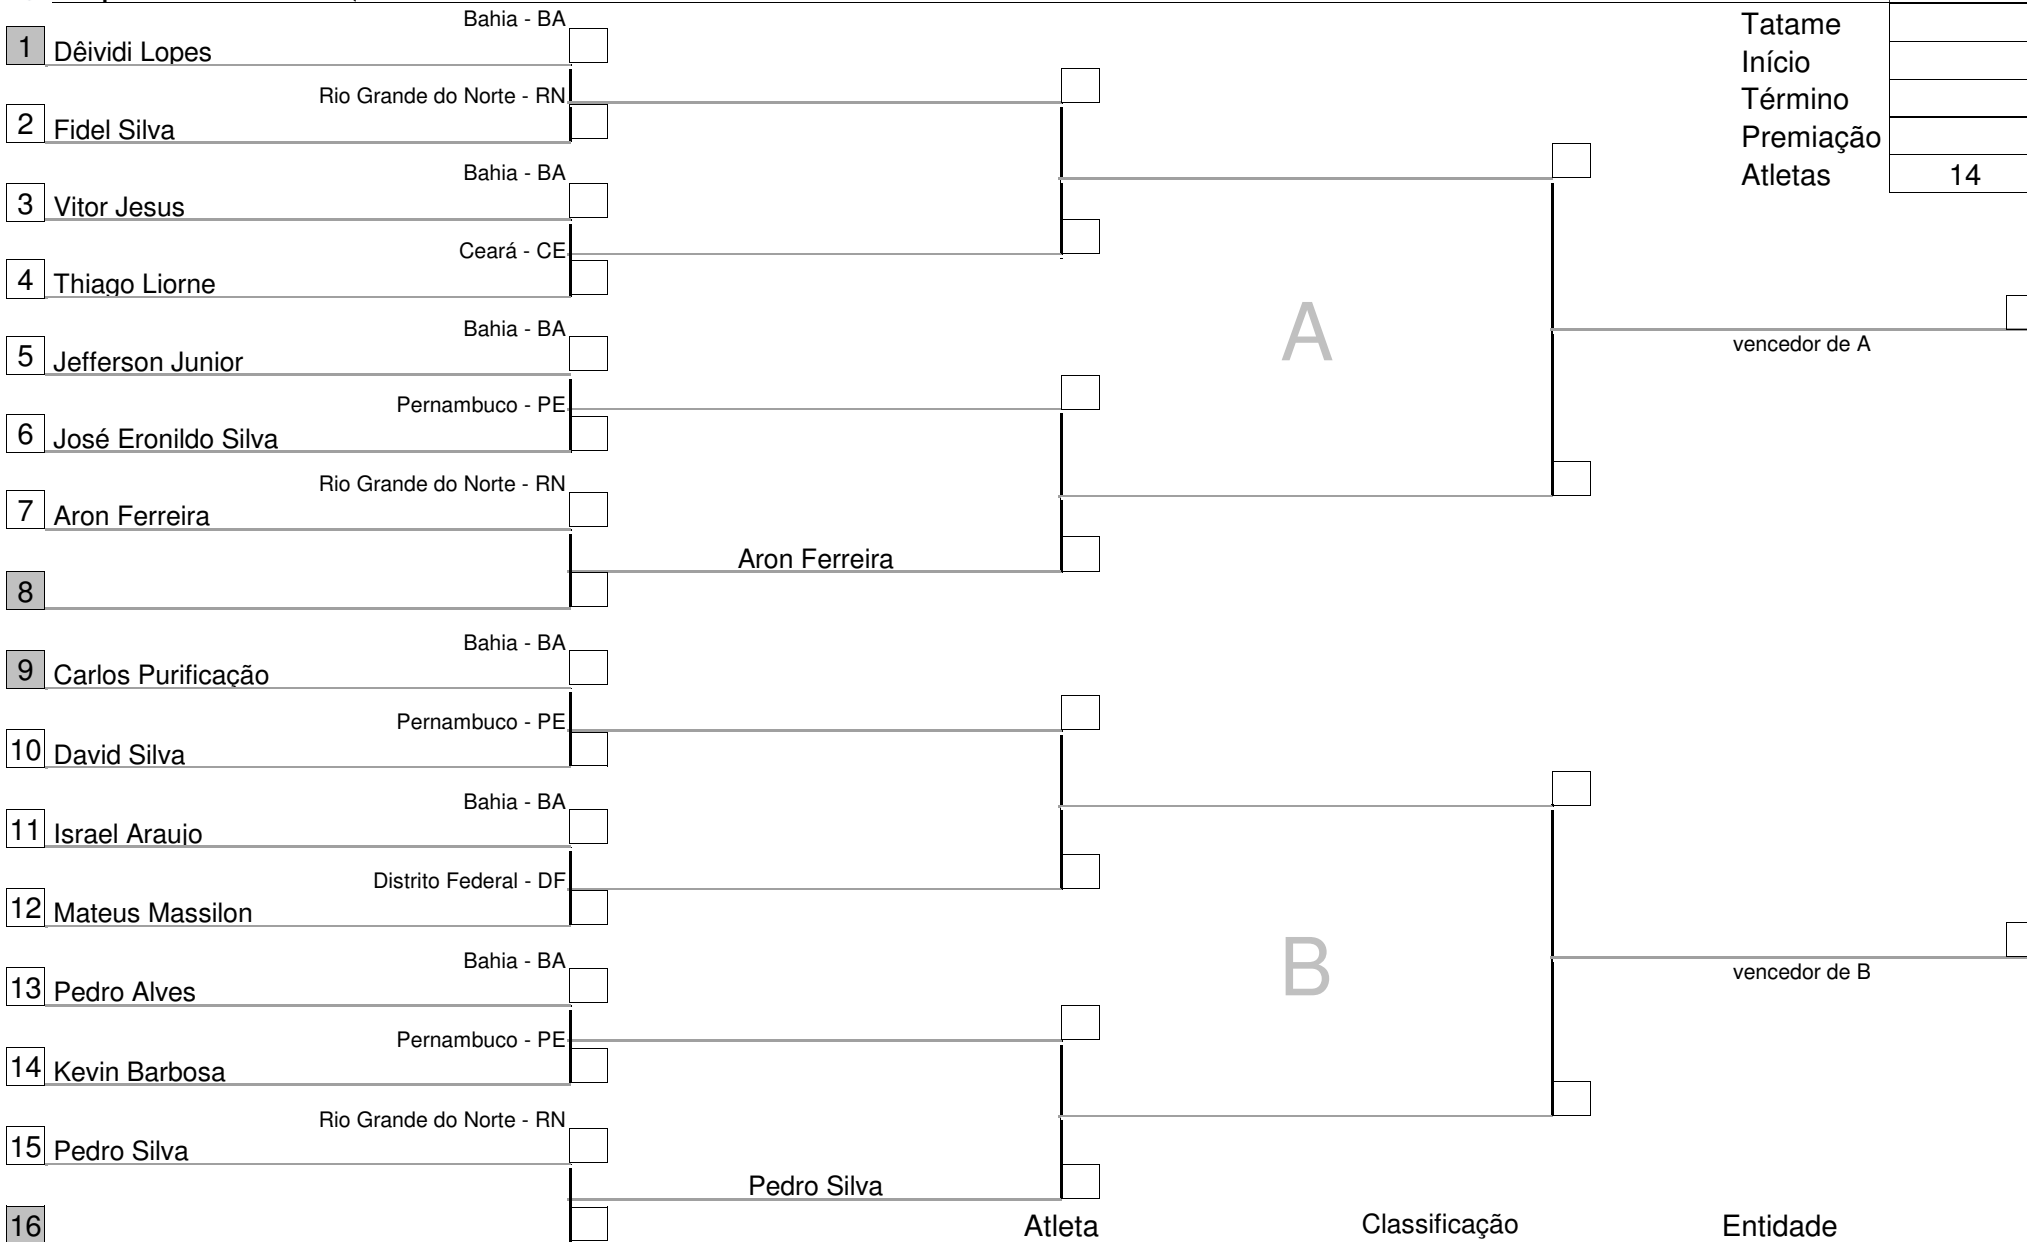 Bahia - BA
1 Dêividi Lopes
Rio Grande do Norte - RN
2 Fidel Silva
Bahia - BA
3 Vitor Jesus
Ceará - CE
4 Thiago Liorne
Bahia - BA
5 Jefferson Junior
Pernambuco - PE
6 José Eronildo Silva
Rio Grande do Norte - RN
7 Aron Ferreira
8
Bahia - BA
9 Carlos Purificação
Pernambuco - PE
10 David Silva
Bahia - BA
11 Israel Araujo
Distrito Federal - DF
12 Mateus Massilon
Bahia - BA
13 Pedro Alves
Pernambuco - PE
14 Kevin Barbosa
Rio Grande do Norte - RN
15 Pedro Silva
16
Aron Ferreira
Pedro Silva
A
B
Tatame
Início
Término
Premiação
Atletas 14
vencedor de A
vencedor de B
Atleta Classificação Entidade